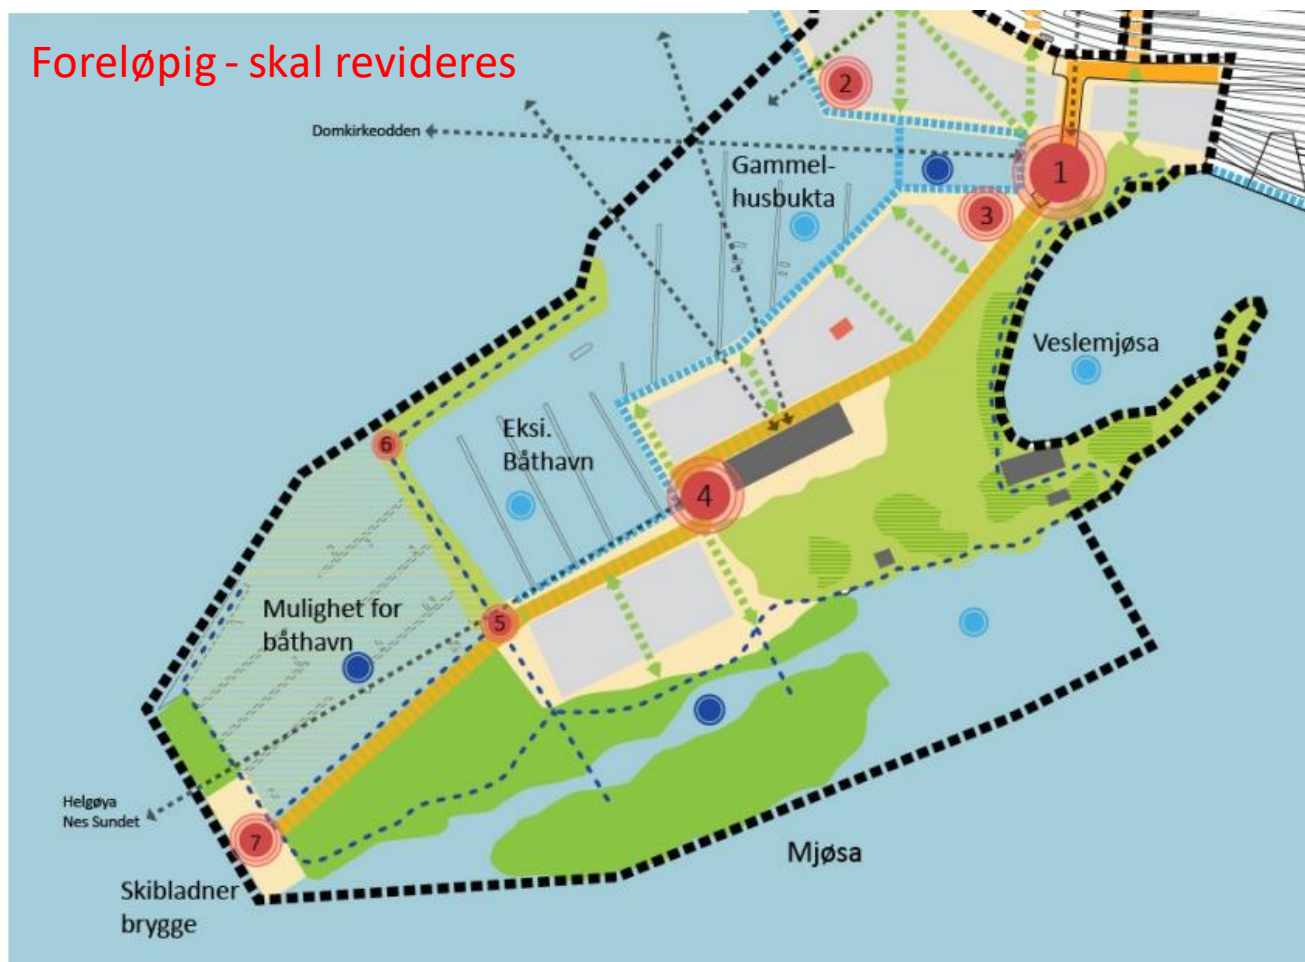 Foreløpig - skal revideres
2
Domkirkeodden
Gammel-
husbukta
1
3
Veslemjøsa
6
Eksi.
Båthavn
4
Mulighet for
båthavn
5
Helgøya
Nes Sundet
7
Mjøsa
Skibladner
brygge